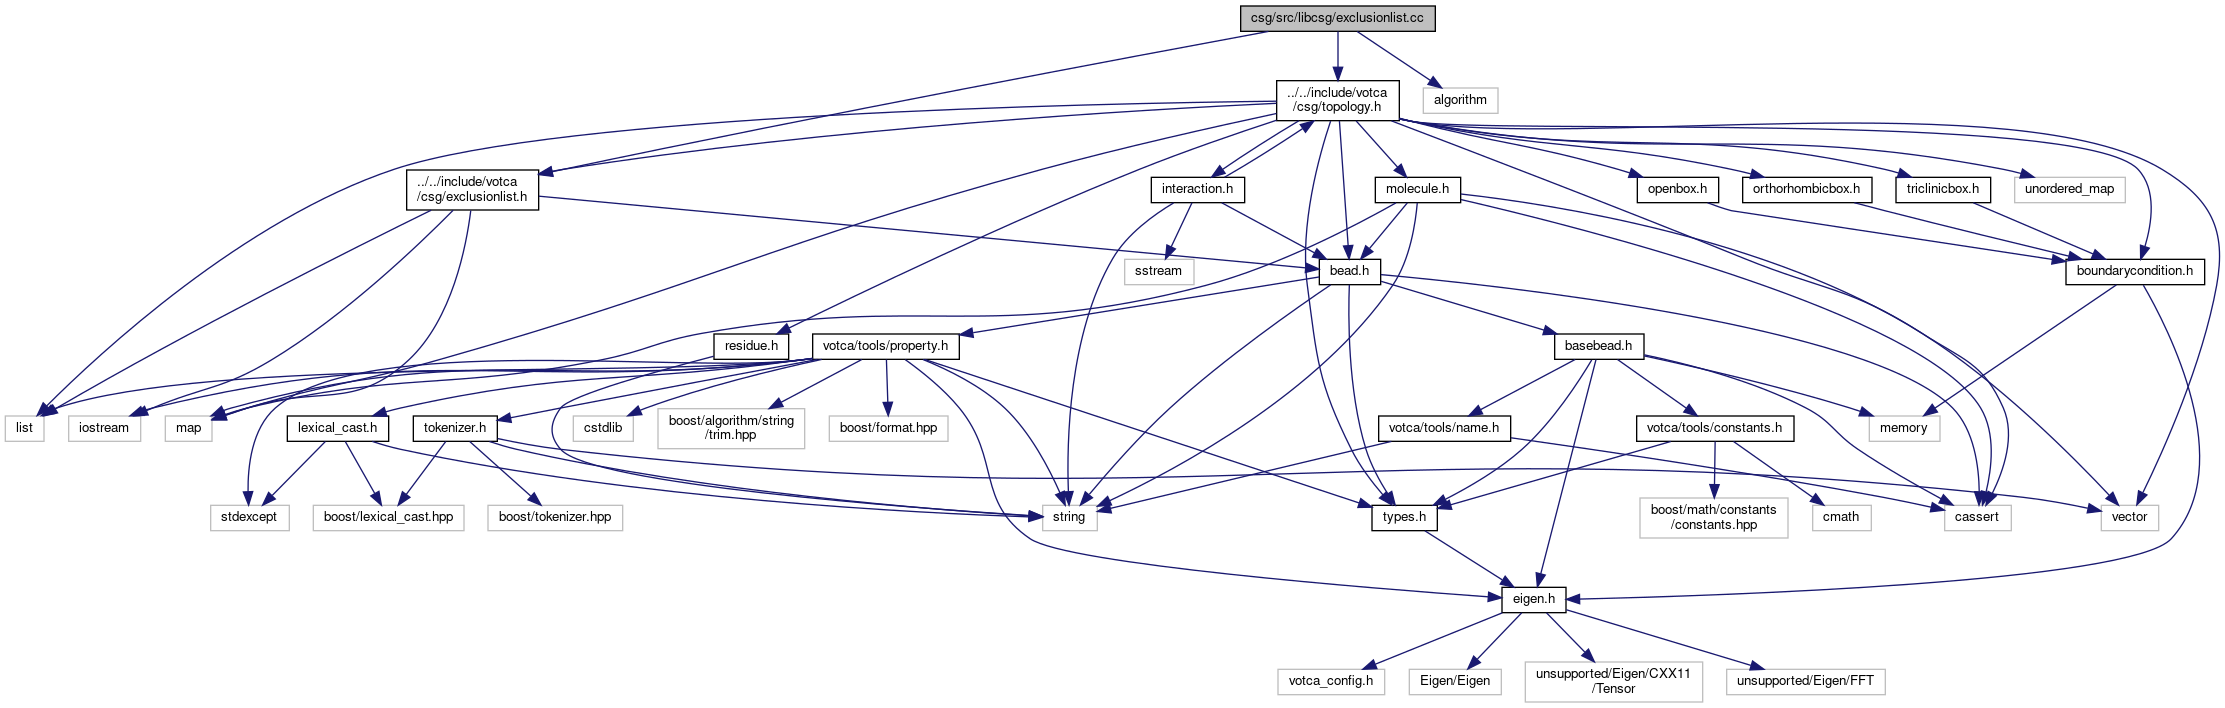 csg/src/libcsg/exclusionlist.cc
../../include/votca
/csg/topology.h
algorithm
../../include/votca
/csg/exclusionlist.h
interaction.h
molecule.h
openbox.h
orthorhombicbox.h
triclinicbox.h
unordered_map
sstream
bead.h
boundarycondition.h
residue.h
votca/tools/property.h
basebead.h
list
iostream
map
lexical_cast.h
tokenizer.h
cstdlib
boost/algorithm/string
/trim.hpp
boost/format.hpp
votca/tools/name.h
votca/tools/constants.h
memory
stdexcept
boost/lexical_cast.hpp
boost/tokenizer.hpp
string
types.h
boost/math/constants
/constants.hpp
cmath
cassert
vector
eigen.h
votca_config.h
Eigen/Eigen
unsupported/Eigen/CXX11
/Tensor
unsupported/Eigen/FFT